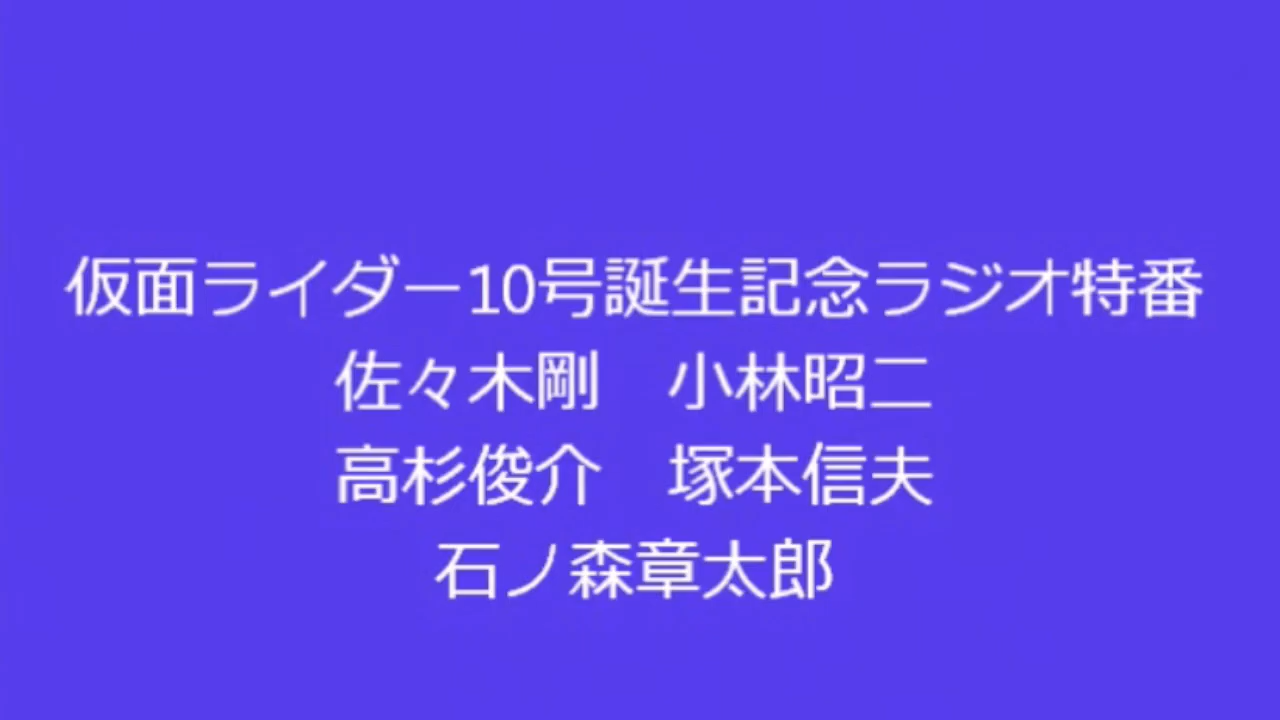 仮面ライダー10号誕生記念ラジオ特番
佐々木剛　小林昭二
高杉俊介　塚本信夫
石ノ森章太郎